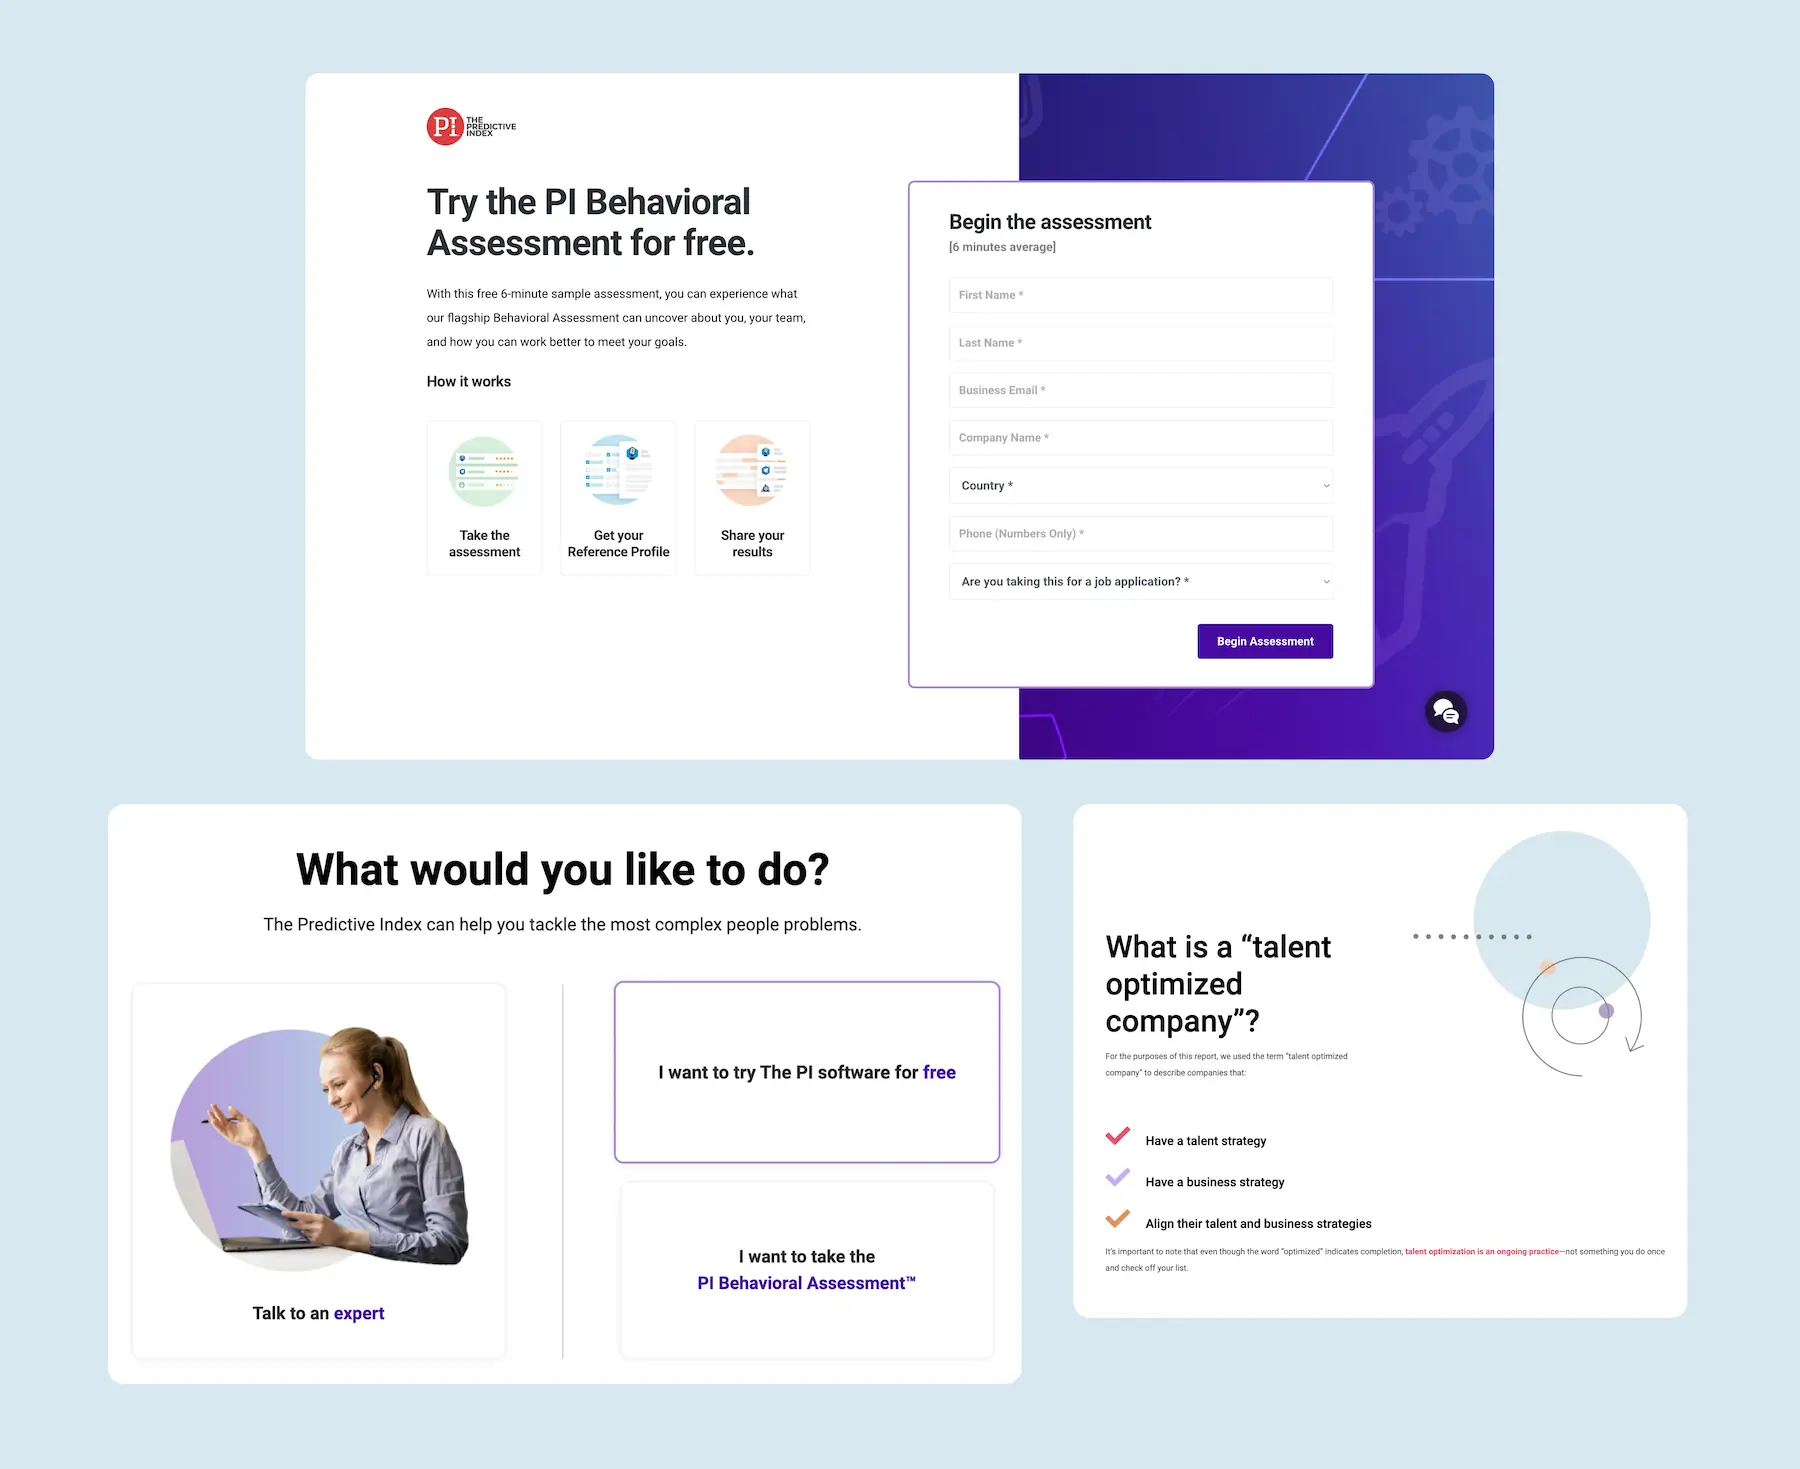 PI THE
PREDICTIVE
INDEX
Try the PI Behavioral
Assessment for free.
With this free 6-minute sample assessment, you can experience what
our flagship Behavioral Assessment can uncover about you, your team,
and how you can work better to meet your goals.
How it works
Take the
assessment
Get your
Reference Profile
Share your
results
Begin the assessment
[6 minutes average]
First Name *
Last Name *
Business Email *
Company Name *
Country *
Phone (Numbers Only) *
Are you taking this for a job application? *
Begin Assessment
What would you like to do?
The Predictive Index can help you tackle the most complex people problems.
Talk to an expert
I want to try The PI software for free
I want to take the
PI Behavioral Assessment™
What is a “talent
optimized
company”?
For the purposes of this report, we used the term “talent optimized
company” to describe companies that:
Have a talent strategy
Have a business strategy
Align their talent and business strategies
It’s important to note that even though the word “optimized” indicates completion, talent optimization is an ongoing practice—not something you do once
and check off your list.